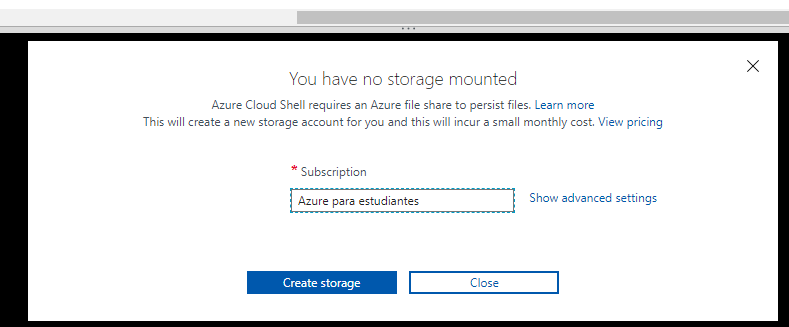 You have no storage mounted
Azure Cloud Shell requires an Azure file share to persist files. Learn more
This will create a new storage account for you and this will incur a small monthly cost. View pricing
* Subscription
Azure para estudiantes
Show advanced settings
Create storage
Close